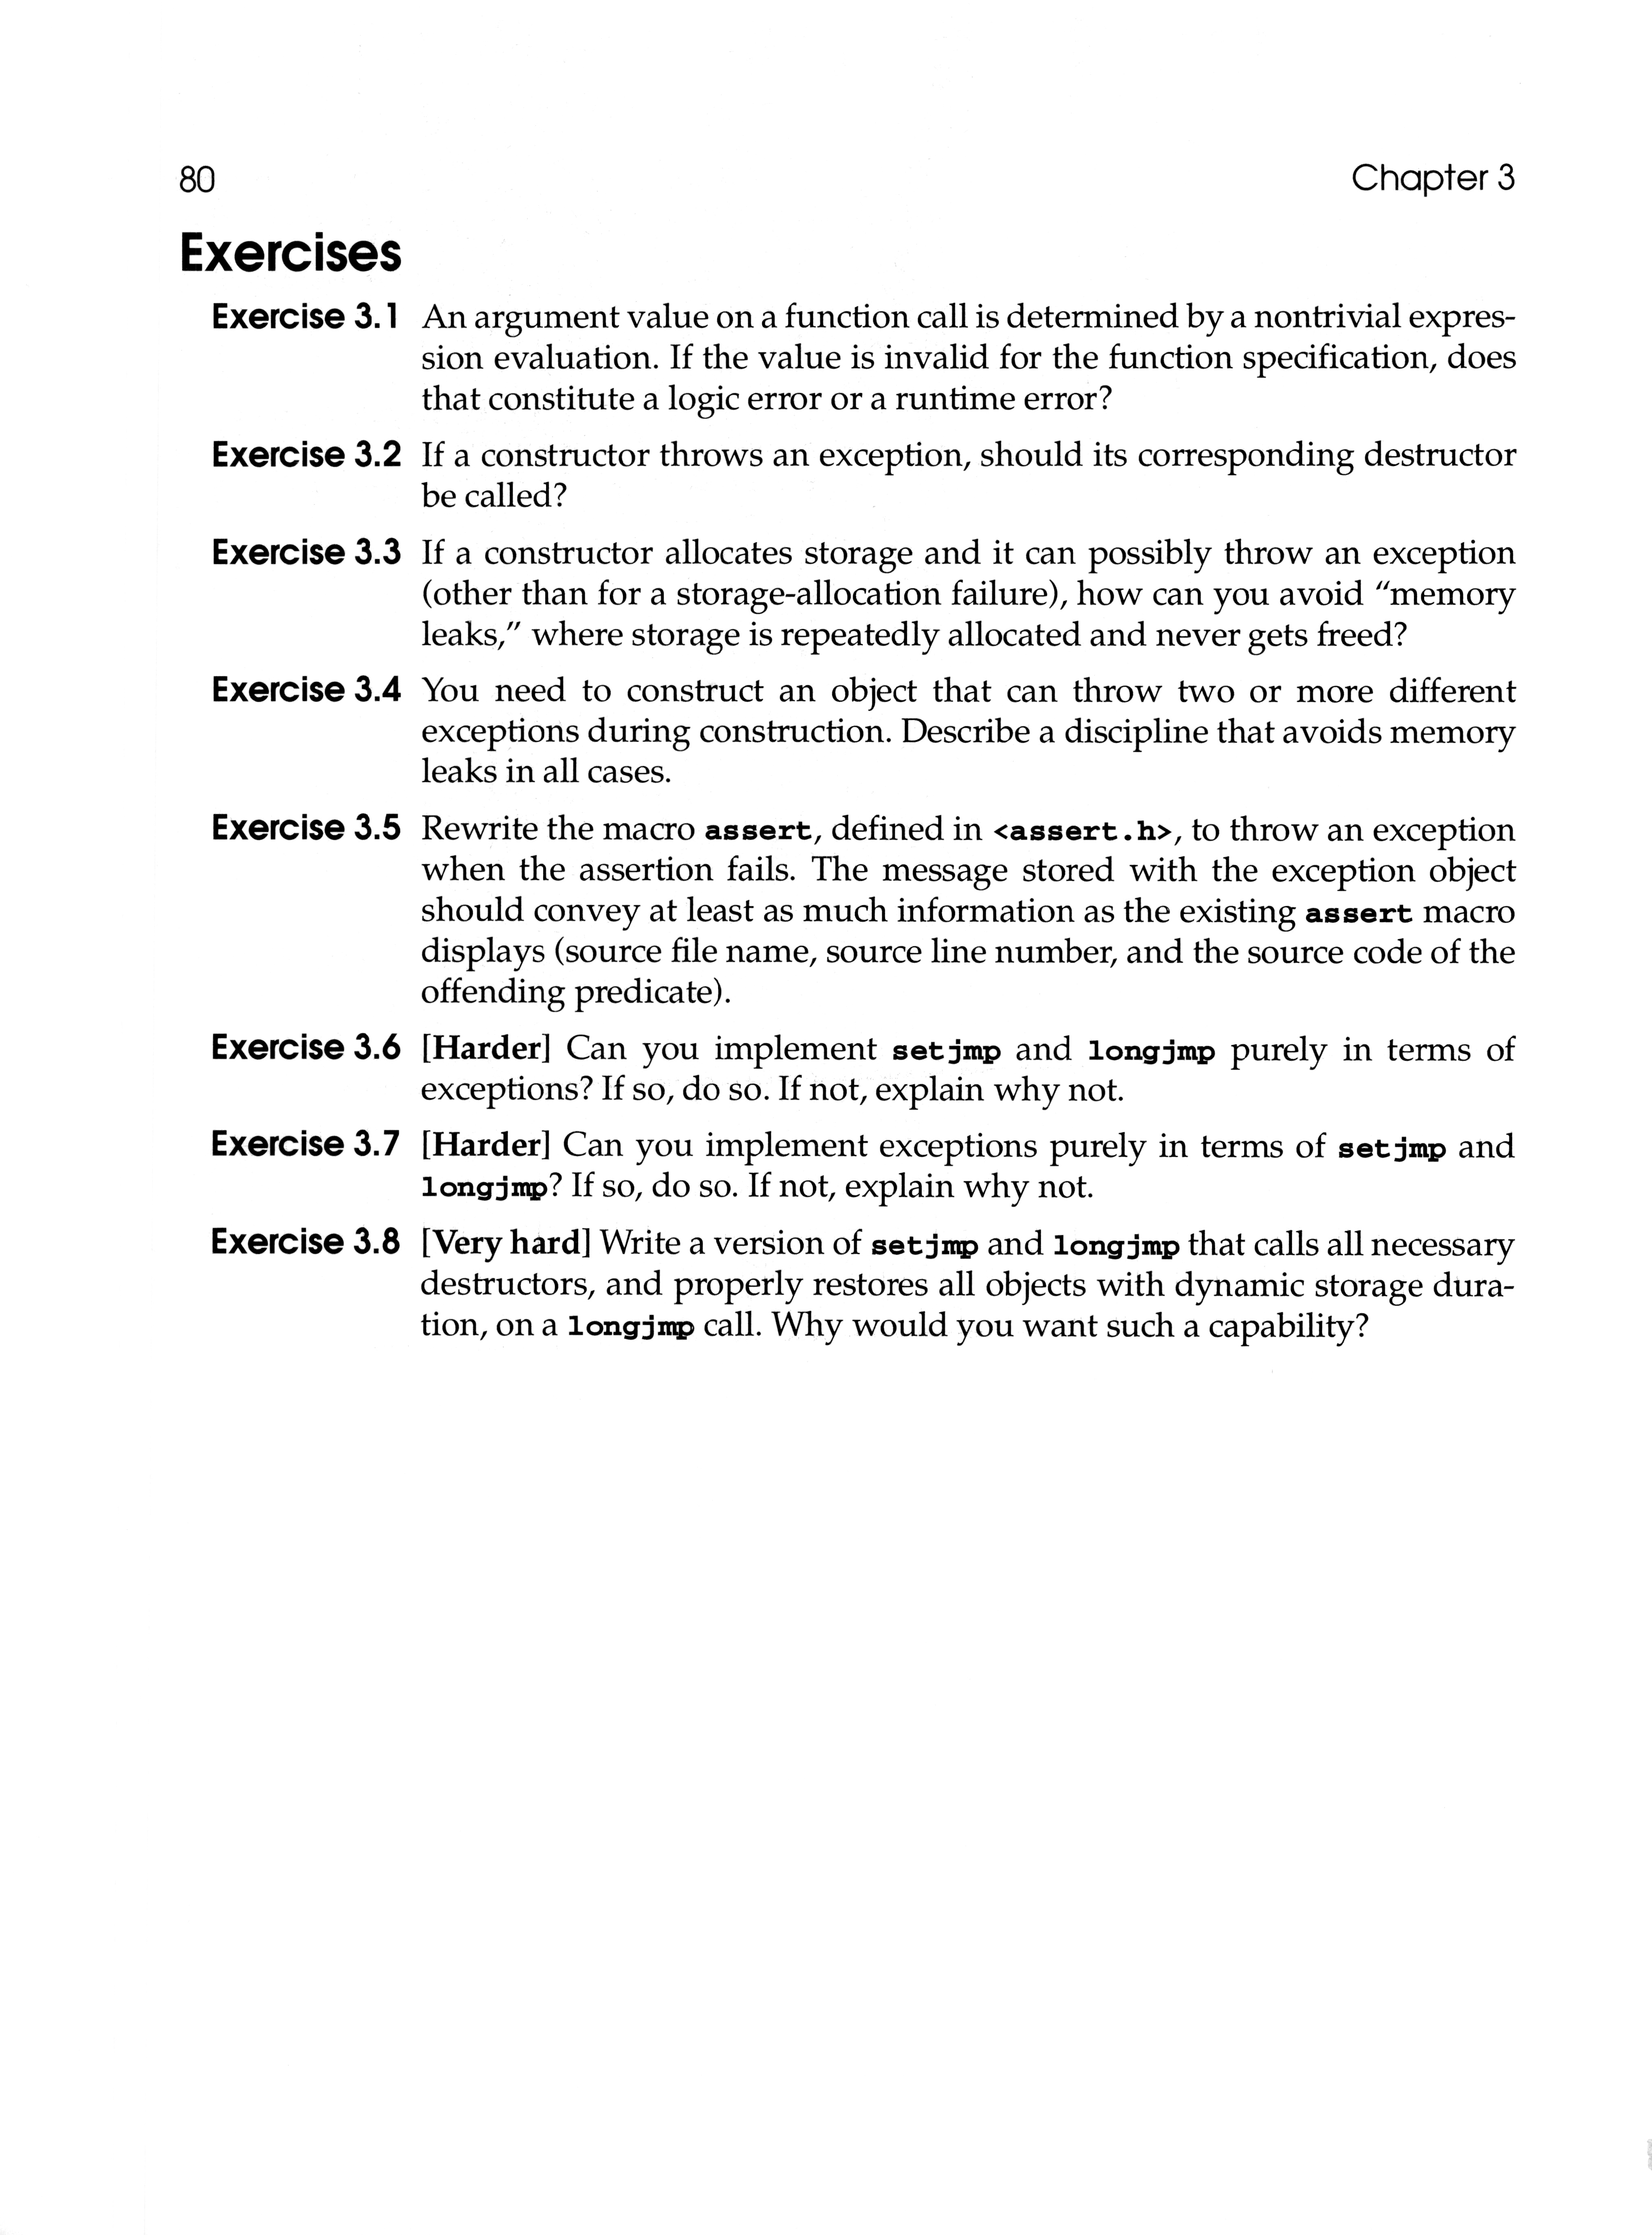 80 Chapter 3
Exercises
Exercise 3.1 An argument value on a function call is determined by a nontrivial expres-
sion evaluation. If the value is invalid for the function specification, does
that constitute a logic error or a runtime error?
Exercise 3.2 If a constructor throws an exception, should its corresponding destructor
be called?
Exercise 3.3 If a constructor allocates storage and it can possibly throw an exception
(other than for a storage-allocation failure), how can you avoid “memory
leaks,” where storage is repeatedly allocated and never gets freed?
Exercise 3.4 You need to construct an object that can throw two or more different
exceptions during construction. Describe a discipline that avoids memory
leaks in all cases.
Exercise 3.5 Rewrite the macro assert, defined in <assert.h>, to throw an exception
when the assertion fails. The message stored with the exception object
should convey at least as much information as the existing assert macro
displays (source file name, source line number, and the source code of the
offending predicate).
Exercise 3.6 [Harder] Can you implement setjmp and longjmp purely in terms of
exceptions? If so, do so. If not, explain why not.
Exercise 3.7 [Harder] Can you implement exceptions purely in terms of setjmp and
longjmp? If so, do so. If not, explain why not.
Exercise 3.8 [Very hard] Write a version of setjmp and longjmp that calls all necessary
destructors, and properly restores all objects with dynamic storage dura-
tion, on a longjmp call. Why would you want such a capability?